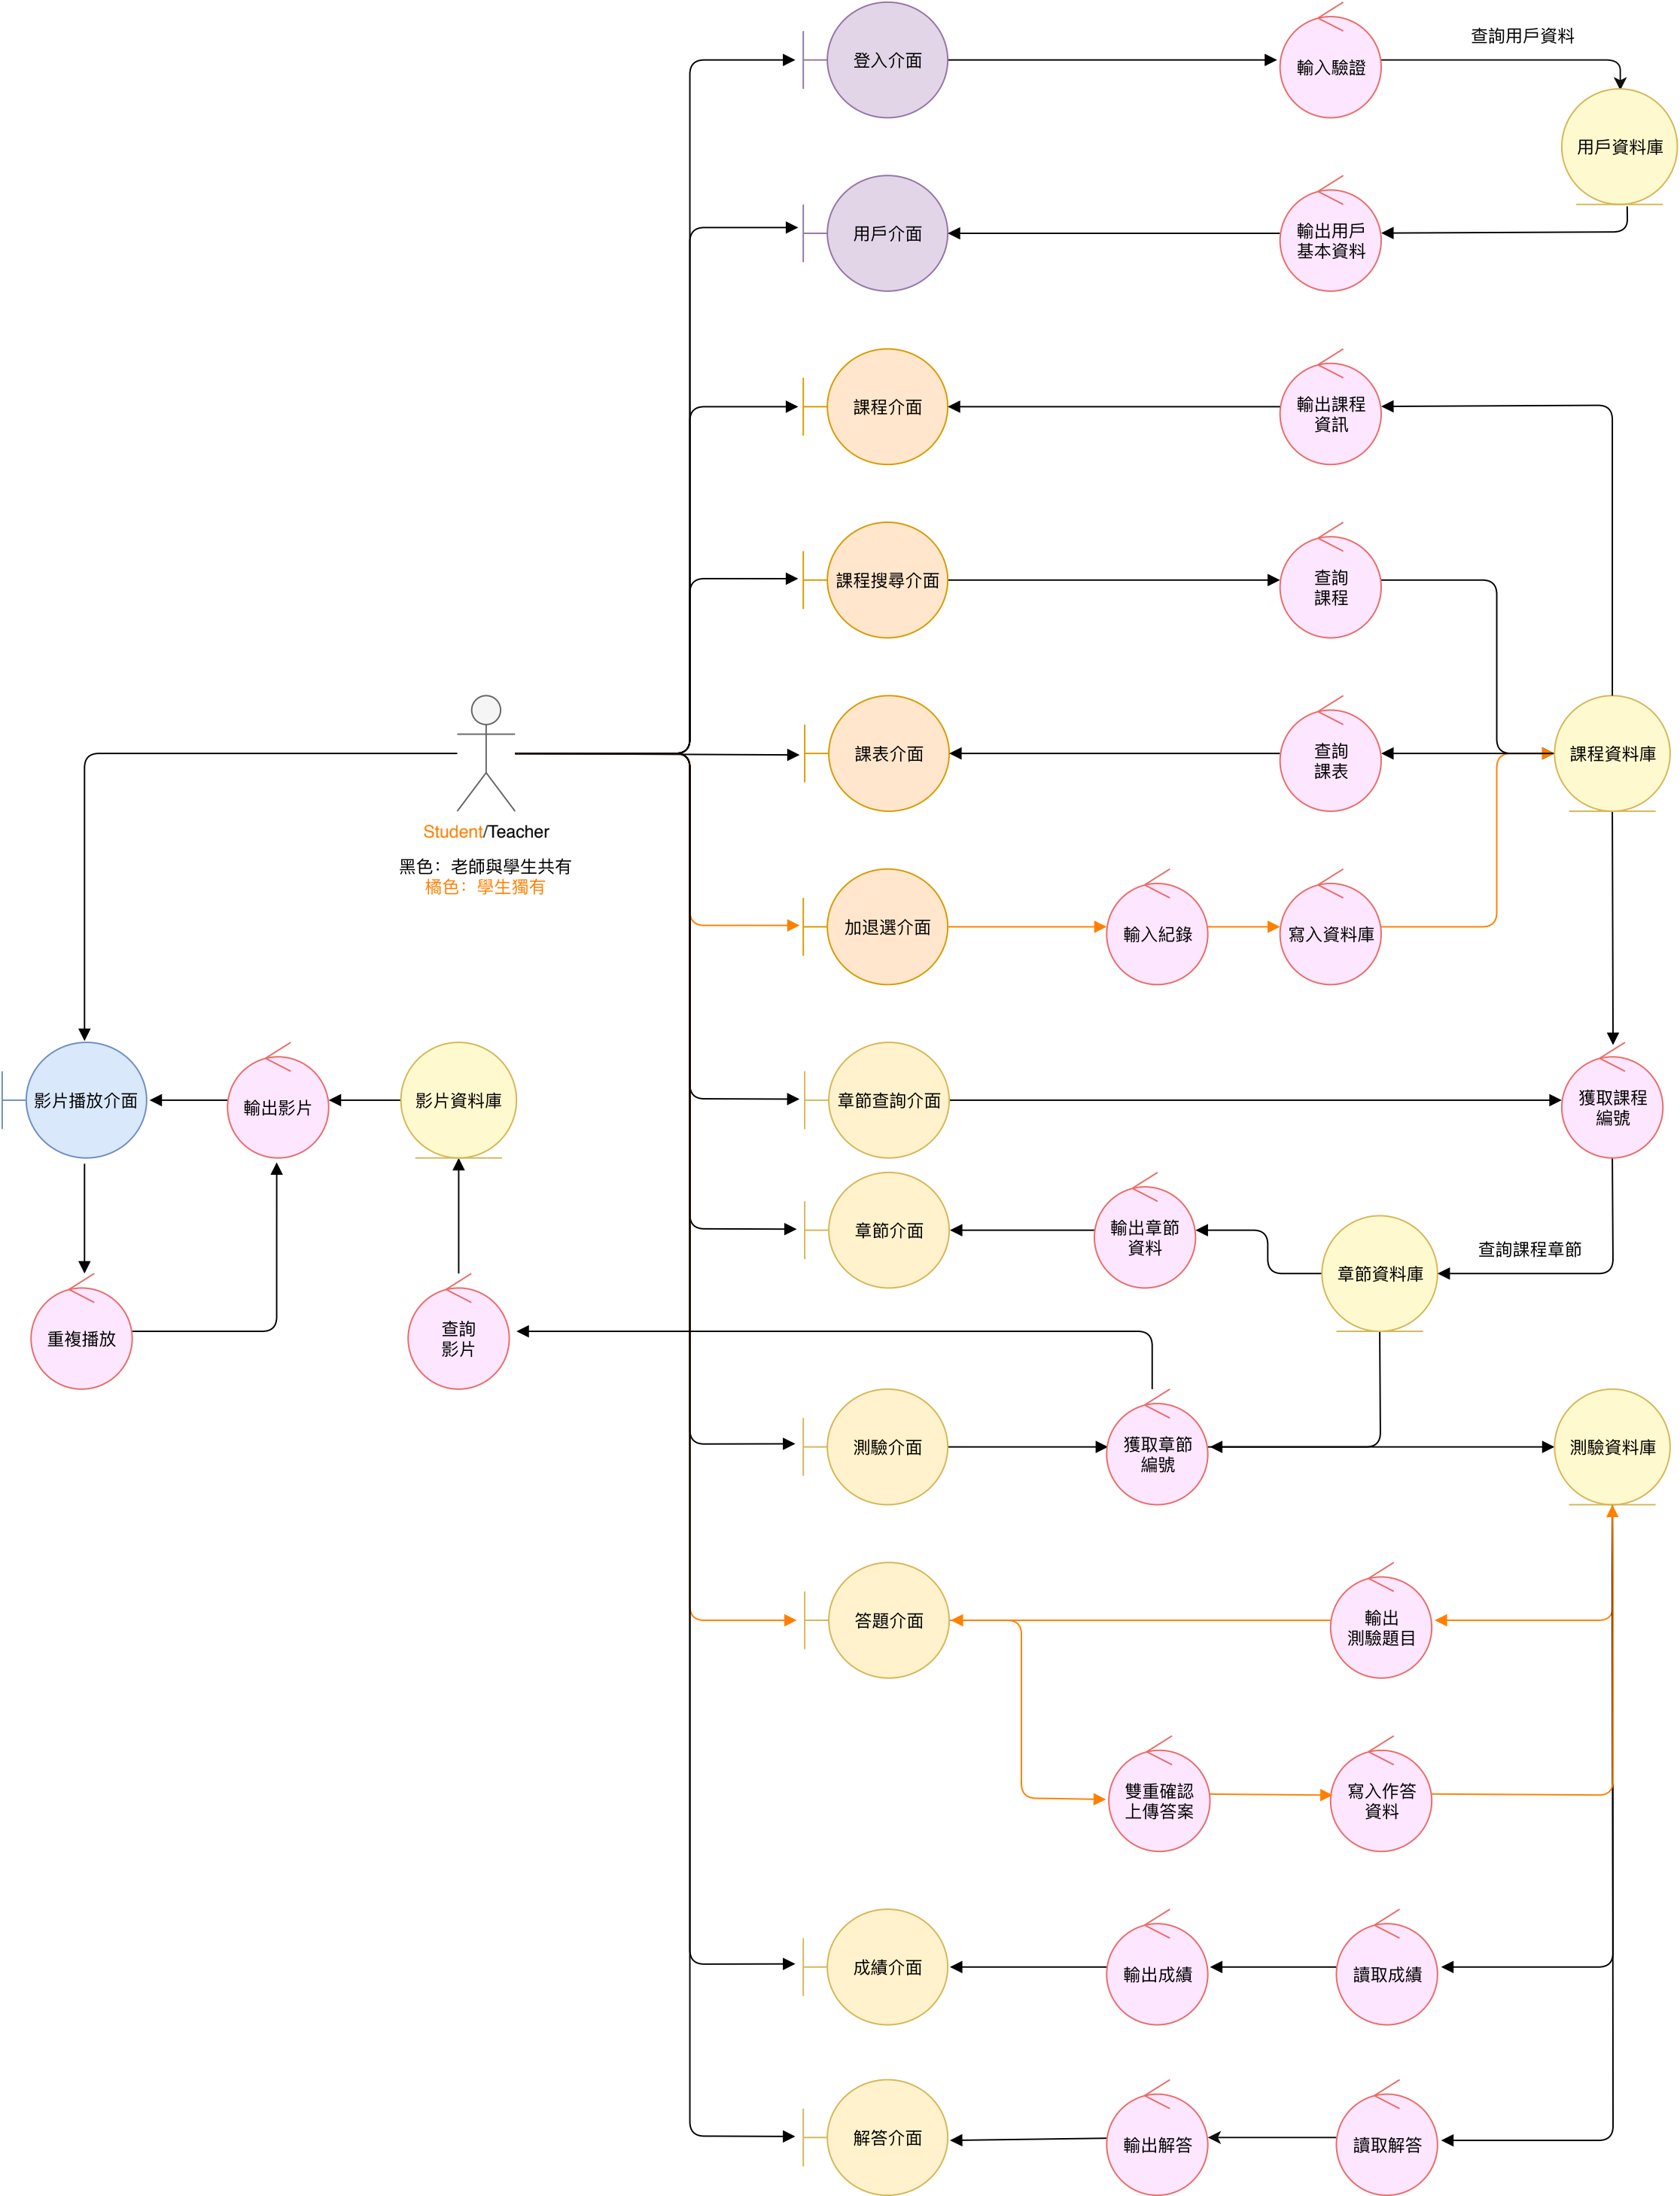 登入介面
輸入驗證
查詢用戶資料
用戶資料庫
用戶介面
輸出用戶
基本資料
課程介面
輸出課程
資訊
課程搜尋介面
查詢
課程
Student/Teacher
黑色：老師與學生共有
橘色：學生獨有
課表介面
查詢
課表
課程資料庫
加退選介面
輸入紀錄
寫入資料庫
影片播放介面
輸出影片
影片資料庫
章節查詢介面
獲取課程
編號
章節介面
輸出章節
資料
章節資料庫
查詢課程章節
重複播放
查詢
影片
測驗介面
獲取章節
編號
測驗資料庫
答題介面
輸出
測驗題目
雙重確認
上傳答案
寫入作答
資料
成績介面
輸出成績
讀取成績
解答介面
輸出解答
讀取解答